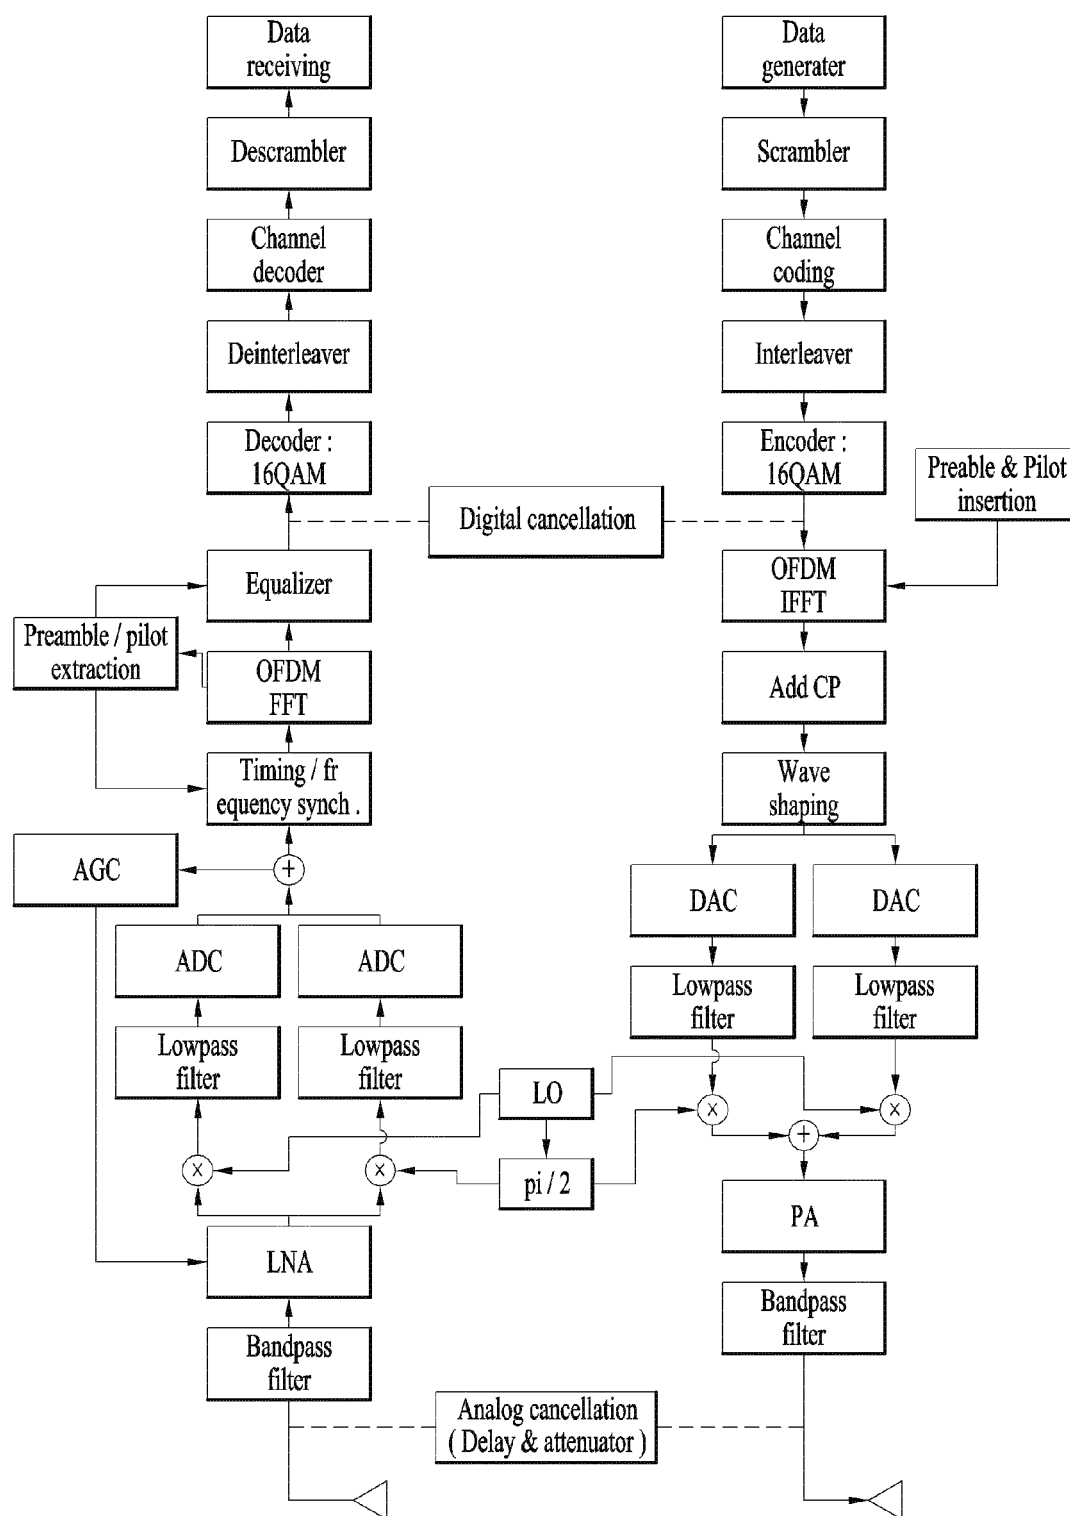 Data
receiving
Data
generater
Descrambler
Scrambler
Channel
decoder
Channel
coding
Deinterleaver
Interleaver
Decoder :
16QAM
Encoder :
16QAM
Preable & Pilot
insertion
Digital cancellation
Equalizer
OFDM
IFFT
Preamble / pilot
extraction
OFDM
FFT
Add CP
Timing / fr
equency synch .
Wave
shaping
AGC
+
DAC
DAC
ADC
ADC
Lowpass
filter
Lowpass
filter
Lowpass
filter
Lowpass
filter
LO
×
×
+
×
×
pi / 2
PA
LNA
Bandpass
filter
Bandpass
filter
Analog cancellation
( Delay & attenuator )